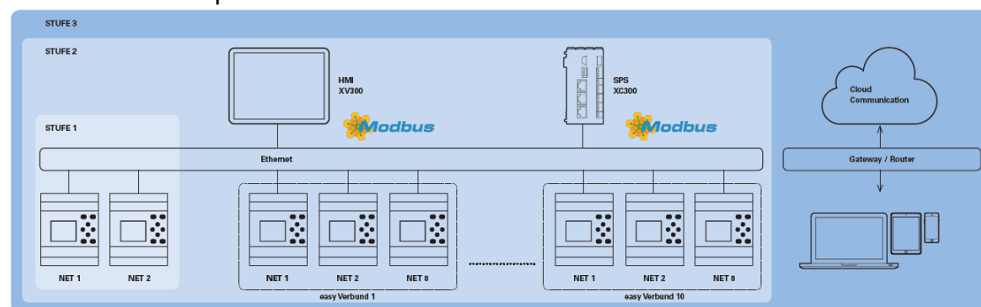 STUFE 3
STUFE 2
HMI
XV300
SPS
XC300
Cloud
Communication
Modbus
Modbus
STUFE 1
Ethernet
Gateway / Router
NET 1
NET 2
NET 1
NET 2
NET 8
NET 1
NET 2
NET 8
easy Verbund 1
easy Verbund 10